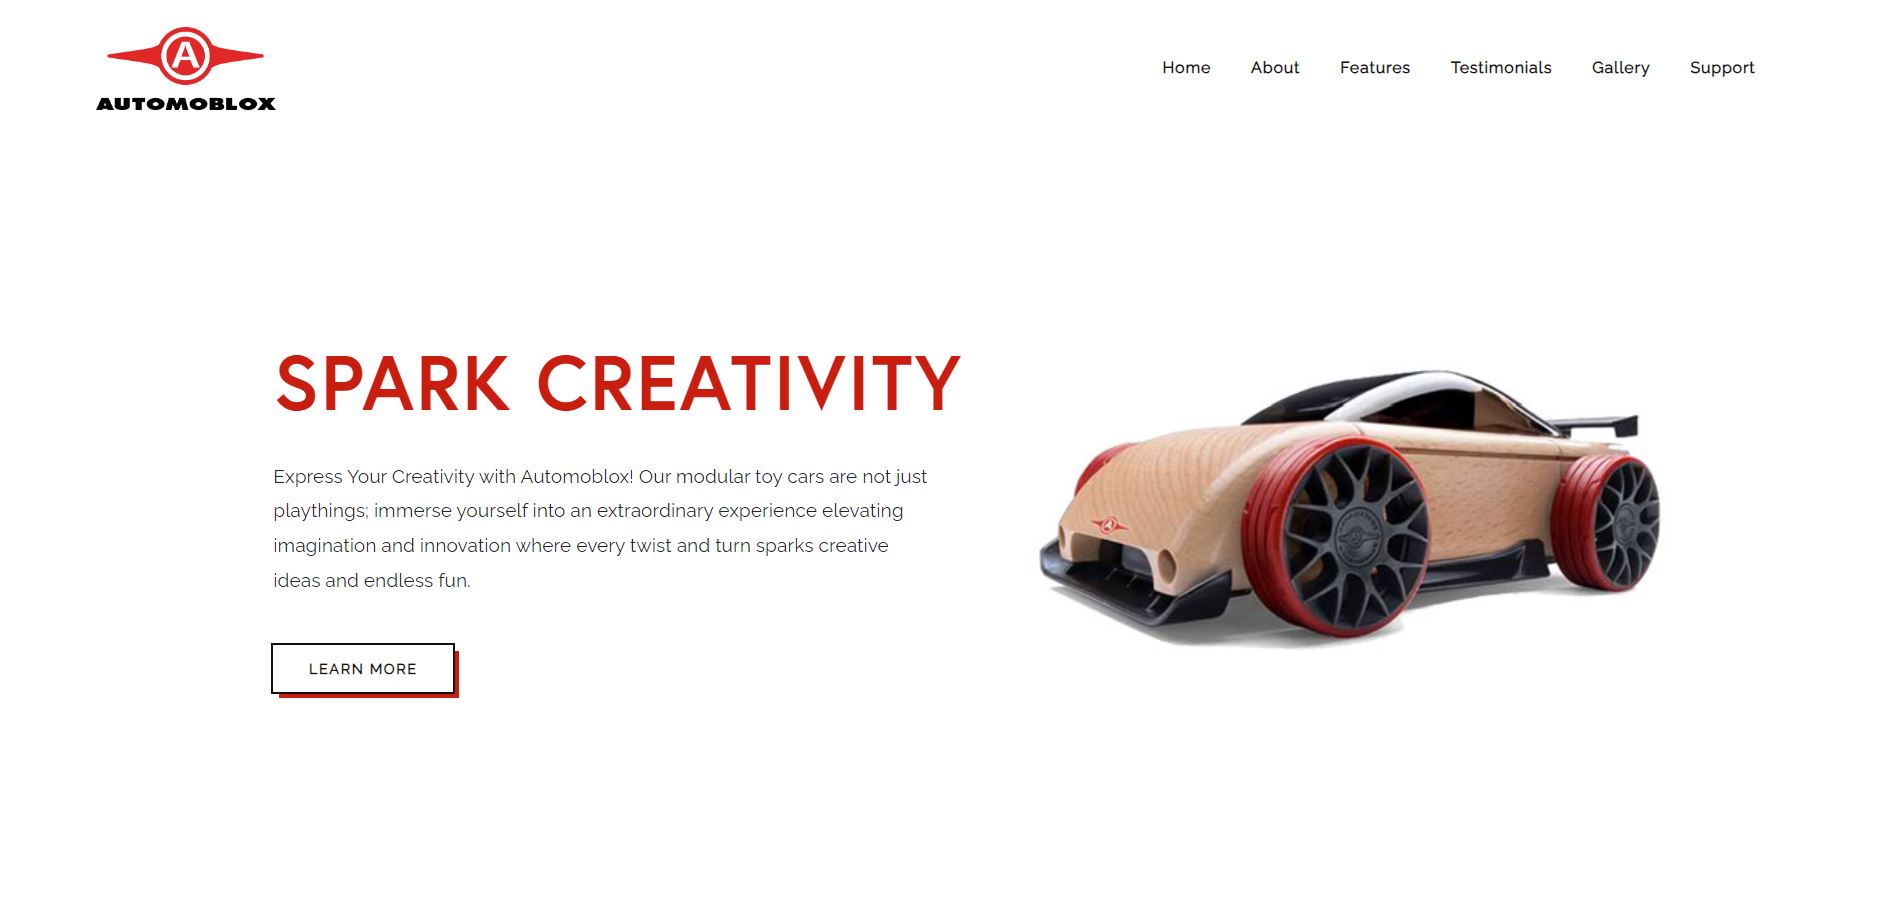 A
AUTOMOBLOX
Home About Features Testimonials Gallery Support
SPARK CREATIVITY
Express Your Creativity with Automoblox! Our modular toy cars are not just
playthings; immerse yourself into an extraordinary experience elevating
imagination and innovation where every twist and turn sparks creative
ideas and endless fun.
LEARN MORE